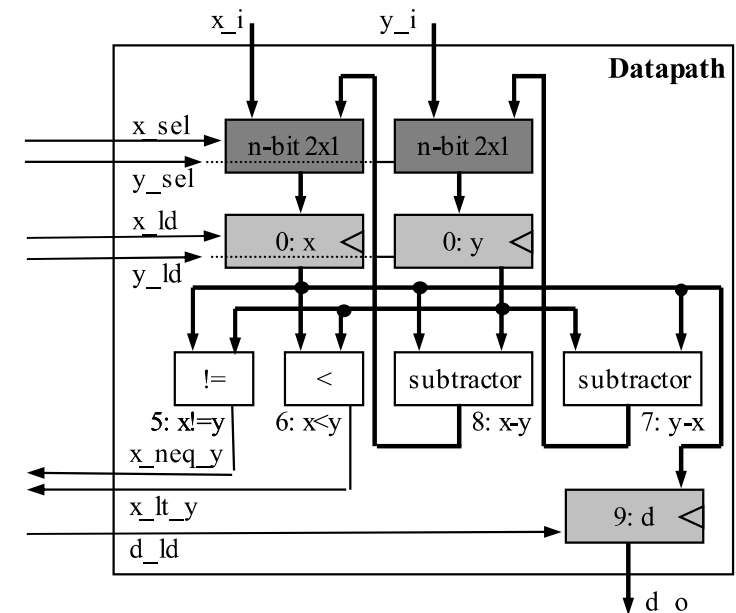 x_i
y_i
Datapath
x_sel
n-bit 2x1
n-bit 2x1
y_sel
x_ld
0: x
0: y
y_ld
!=
<
subtractor
subtractor
5: x!=y
6: x<y
8: x-y
7: y-x
x_neq_y
x_lt_y
9: d
d_ld
d_o